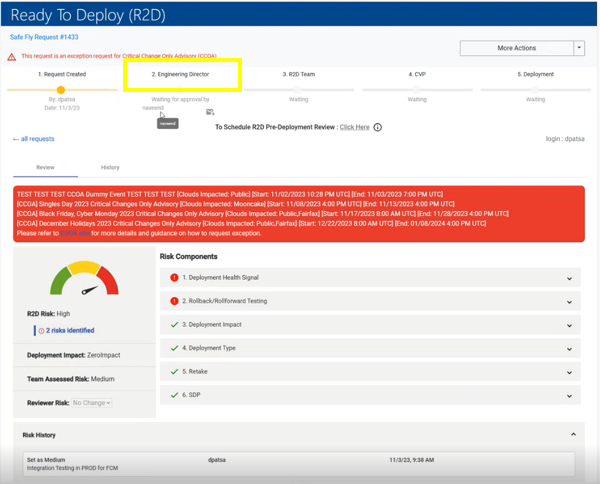 Ready To Deploy (R2D)
Safe Fly Request #1433
This request is an exception request for Critical Change Only Advisory (CCOA)
More Actions
1. Request Created
2. Engineering Director
3. R2D Team
4. CVP
5. Deployment
By: dpatsa
Date: 11/3/23
Waiting for approval by
naveend
Waiting
Waiting
Waiting
naveend
To Schedule R2D Pre-Deployment Review : Click Here
← all requests
login : dpatsa
Review
History
TEST TEST TEST CCOA Dummy Event TEST TEST TEST [Clouds Impacted: Public] [Start: 11/02/2023 10:28 PM UTC] [End: 11/03/2023 7:00 PM UTC]
[CCOA] Singles Day 2023 Critical Changes Only Advisory [Clouds Impacted: Mooncake] [Start: 11/08/2023 4:00 PM UTC] [End: 11/13/2023 4:00 PM UTC]
[CCOA] Black Friday, Cyber Monday 2023 Critical Changes Only Advisory [Clouds Impacted: Public,Fairfax] [Start: 11/17/2023 8:00 AM UTC] [End: 11/28/2023 4:00 PM UTC]
[CCOA] December Holidays 2023 Critical Changes Only Advisory [Clouds Impacted: Public,Fairfax] [Start: 12/22/2023 8:00 AM UTC] [End: 01/08/2024 4:00 PM UTC]
Please refer to for more details and guidance on how to request exception.
R2D Risk: High
2 risks identified
Deployment Impact: ZeroImpact
Team Assessed Risk: Medium
Reviewer Risk: No Change
Risk Components
1. Deployment Health Signal
2. Rollback/Rollforward Testing
3. Deployment Impact
4. Deployment Type
5. Retake
6. SDP
Risk History
Set as Medium
dpatsa
11/3/23, 9:38 AM
Integration Testing in PROD for FCM